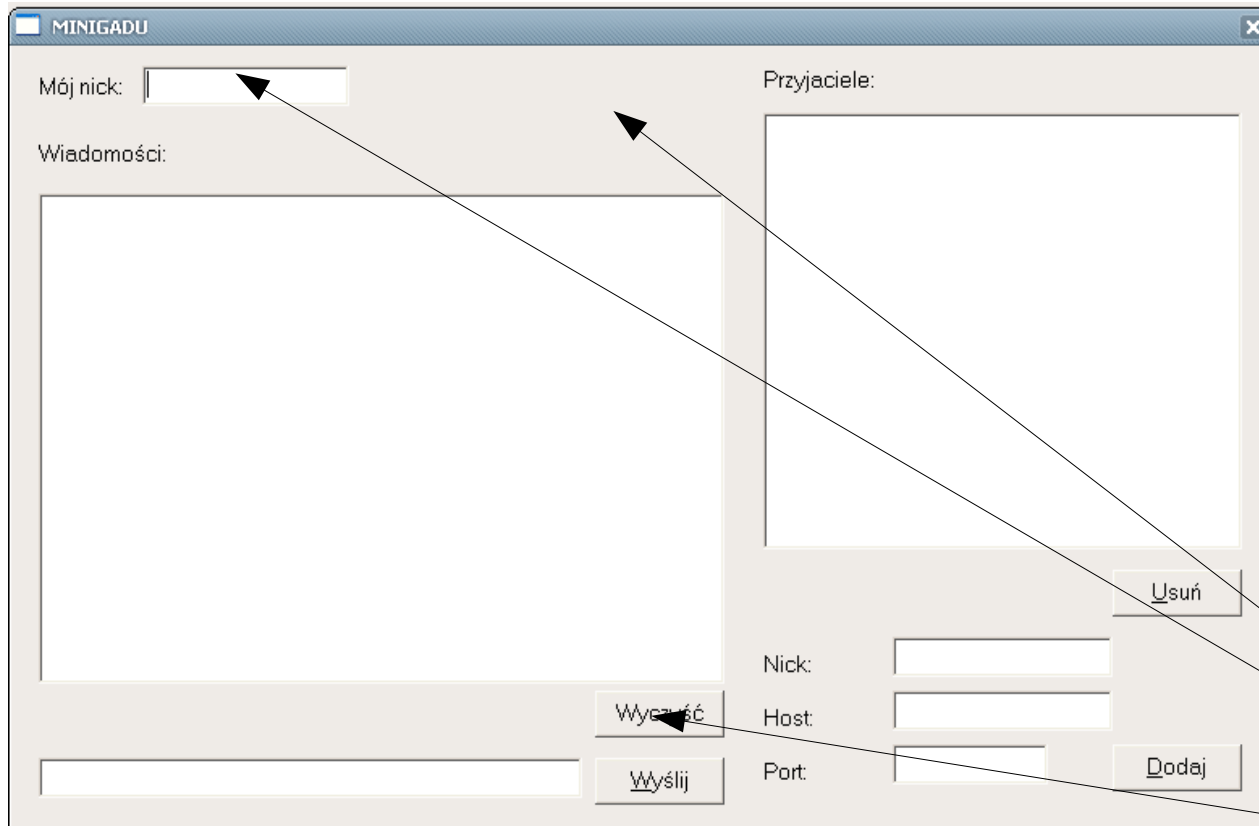 MINIGADU
Mój nick:
Wiadomości:
Wyczyść
Wyślij
Przyjaciele:
Usuń
Nick:
Host:
Port:
Dodaj